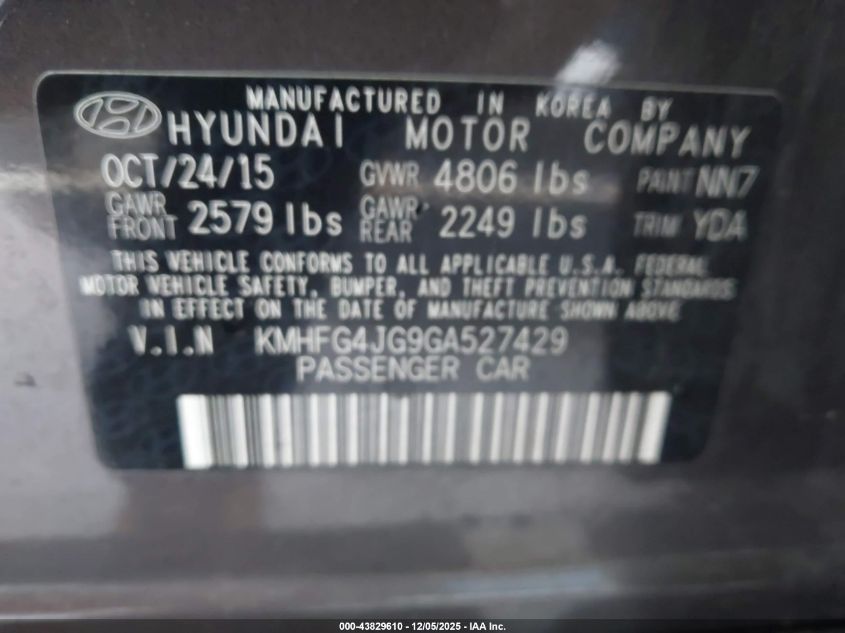 MANUFACTURED IN KOREA BY
HYUNDAI MOTOR COMPANY
OCT/24/15 GVWR 4806 lbs PAINT NN7
GAWR FRONT 2579 lbs GAWR REAR 2249 lbs TRIM YDA
THIS VEHICLE CONFORMS TO ALL APPLICABLE U.S.A. FEDERAL
MOTOR VEHICLE SAFETY, BUMPER, AND THEFT PREVENTION STANDARDS
IN EFFECT ON THE DATE OF MANUFACTURE SHOWN ABOVE
V.I.N KMHFG4JG9GA527429
PASSENGER CAR
000-43829610 - 12/05/2025 - IAA Inc.